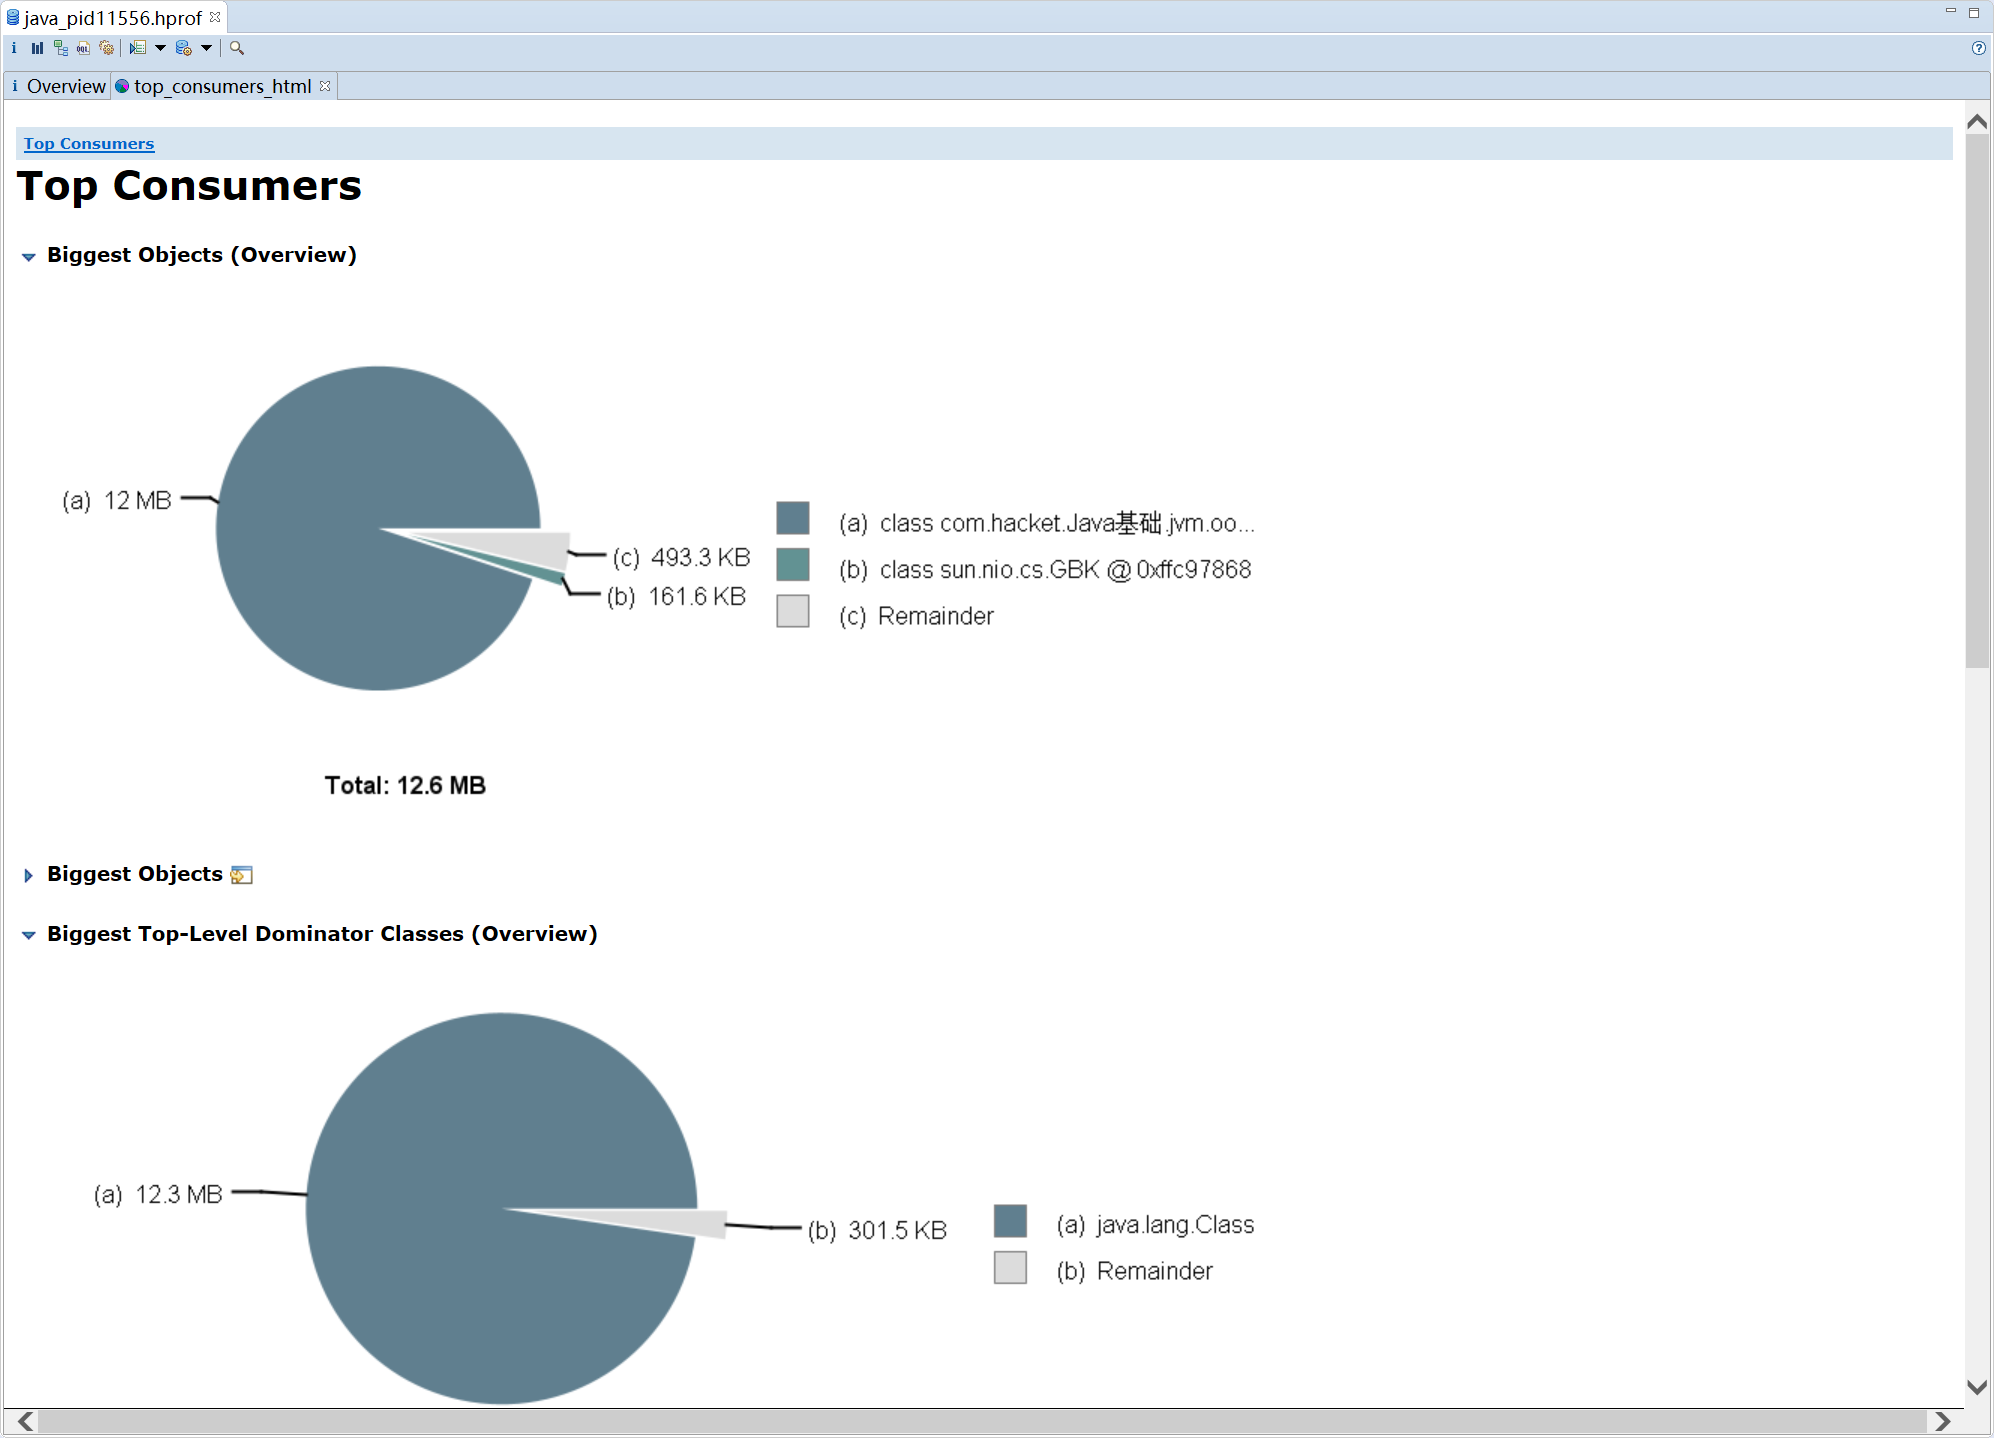 java_pid11556.hprof
Overview
top_consumers_html
Top Consumers
Top Consumers
Biggest Objects (Overview)
(a) 12 MB
(c) 493.3 KB
(b) 161.6 KB
(a) class com.hacket.Java基础.jvm.oo...
(b) class sun.nio.cs.GBK @ 0xffc97868
(c) Remainder
Total: 12.6 MB
Biggest Objects
Biggest Top-Level Dominator Classes (Overview)
(a) 12.3 MB
(b) 301.5 KB
(a) java.lang.Class
(b) Remainder